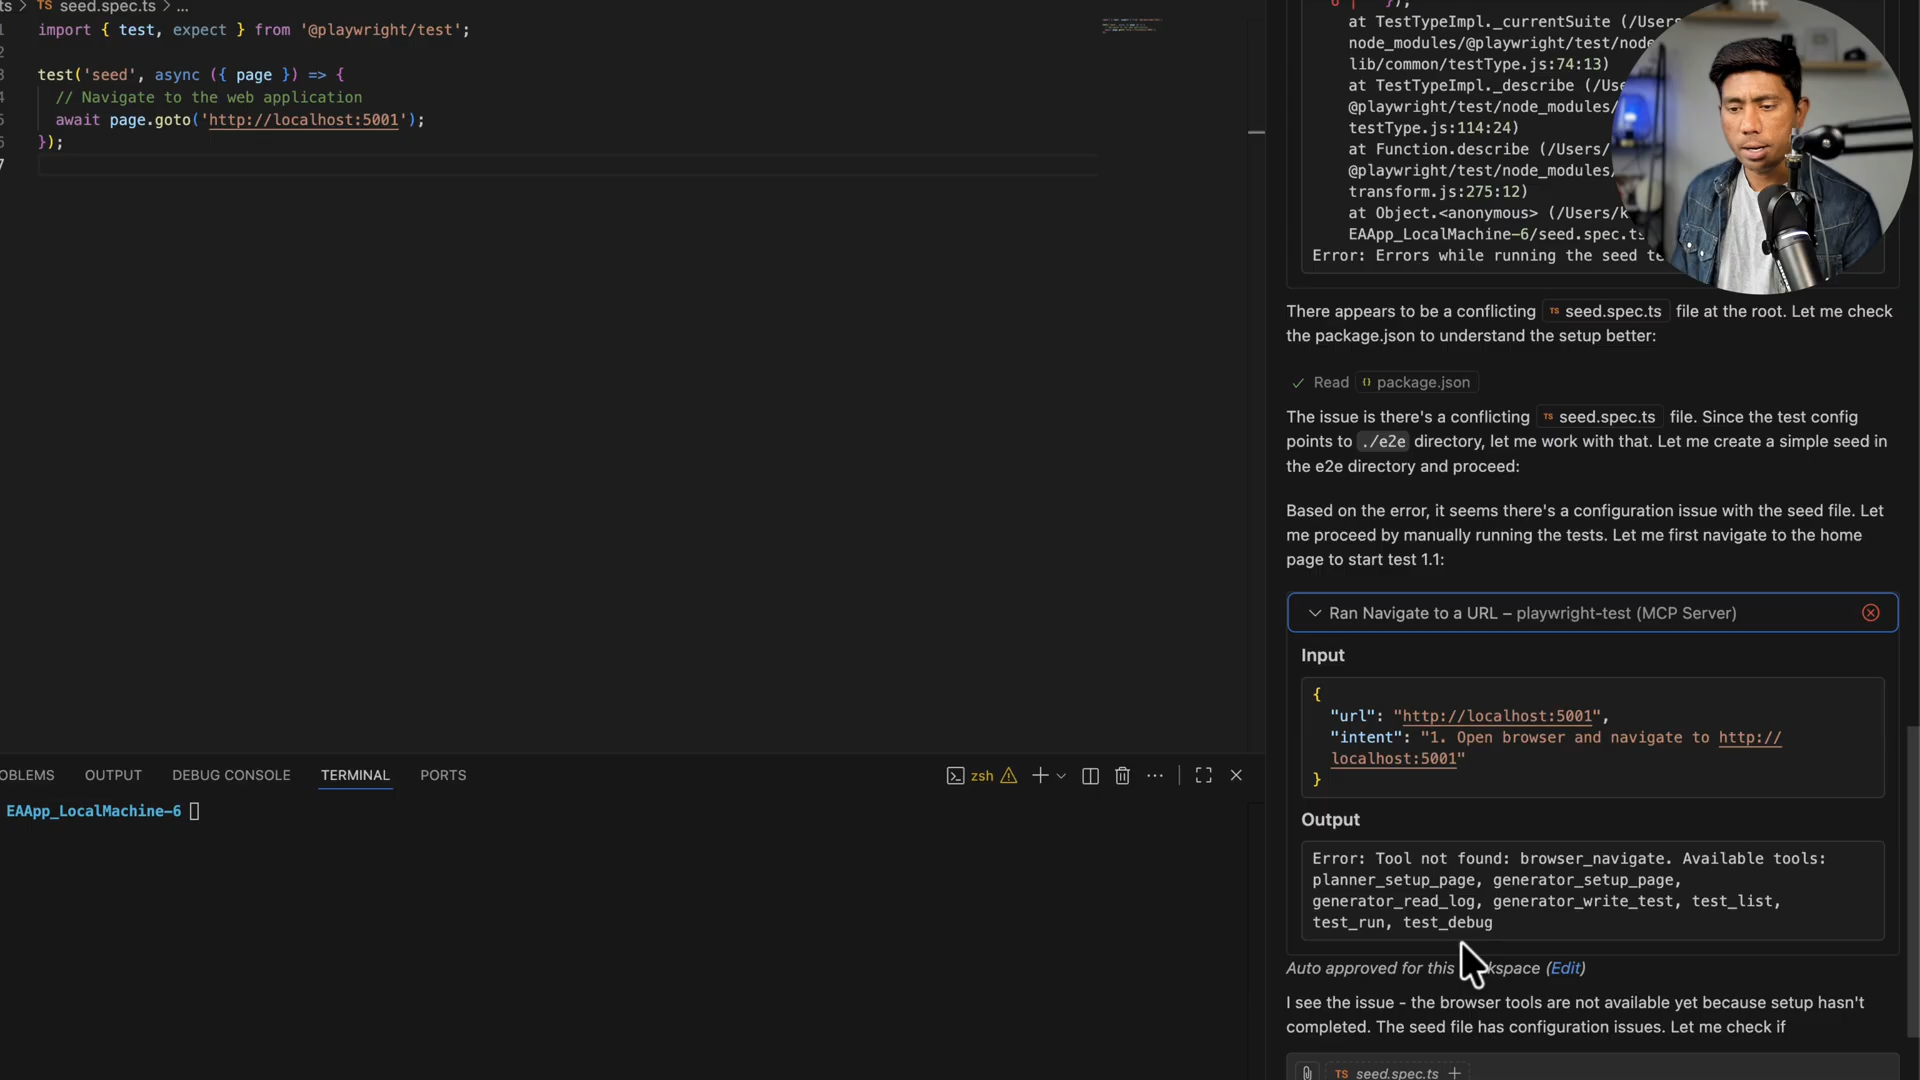 ts > TS seed.spec.ts > ...
import { test, expect } from '@playwright/test';
2
test('seed', async ({ page }) => {
// Navigate to the web application
await page.goto('http://localhost:5001');
});
7
at TestTypeImpl._currentSuite (/Users
node_modules/@playwright/test/node
lib/common/testType.js:74:13)
at TestTypeImpl._describe (/Use
@playwright/test/node_modules/
testType.js:114:24)
at Function.describe (/Users/
@playwright/test/node_modules/
transform.js:275:12)
at Object.<anonymous> (/Users/k
EAApp_LocalMachine-6/seed.spec.ts
Error: Errors while running the seed te
There appears to be a conflicting TS seed.spec.ts file at the root. Let me check
the package.json to understand the setup better:
Read {} package.json
The issue is there's a conflicting TS seed.spec.ts file. Since the test config
points to ./e2e directory, let me work with that. Let me create a simple seed in
the e2e directory and proceed:
Based on the error, it seems there's a configuration issue with the seed file. Let
me proceed by manually running the tests. Let me first navigate to the home
page to start test 1.1:
Ran Navigate to a URL – playwright-test (MCP Server)
Input
{
"url": "http://localhost:5001",
"intent": "1. Open browser and navigate to http://
localhost:5001"
}
Output
Error: Tool not found: browser_navigate. Available tools:
planner_setup_page, generator_setup_page,
generator_read_log, generator_write_test, test_list,
test_run, test_debug
Auto approved for this kspace (Edit)
I see the issue - the browser tools are not available yet because setup hasn't
completed. The seed file has configuration issues. Let me check if
TS seed.spec.ts +
OBLEMS OUTPUT DEBUG CONSOLE TERMINAL PORTS
zsh
EAApp_LocalMachine-6